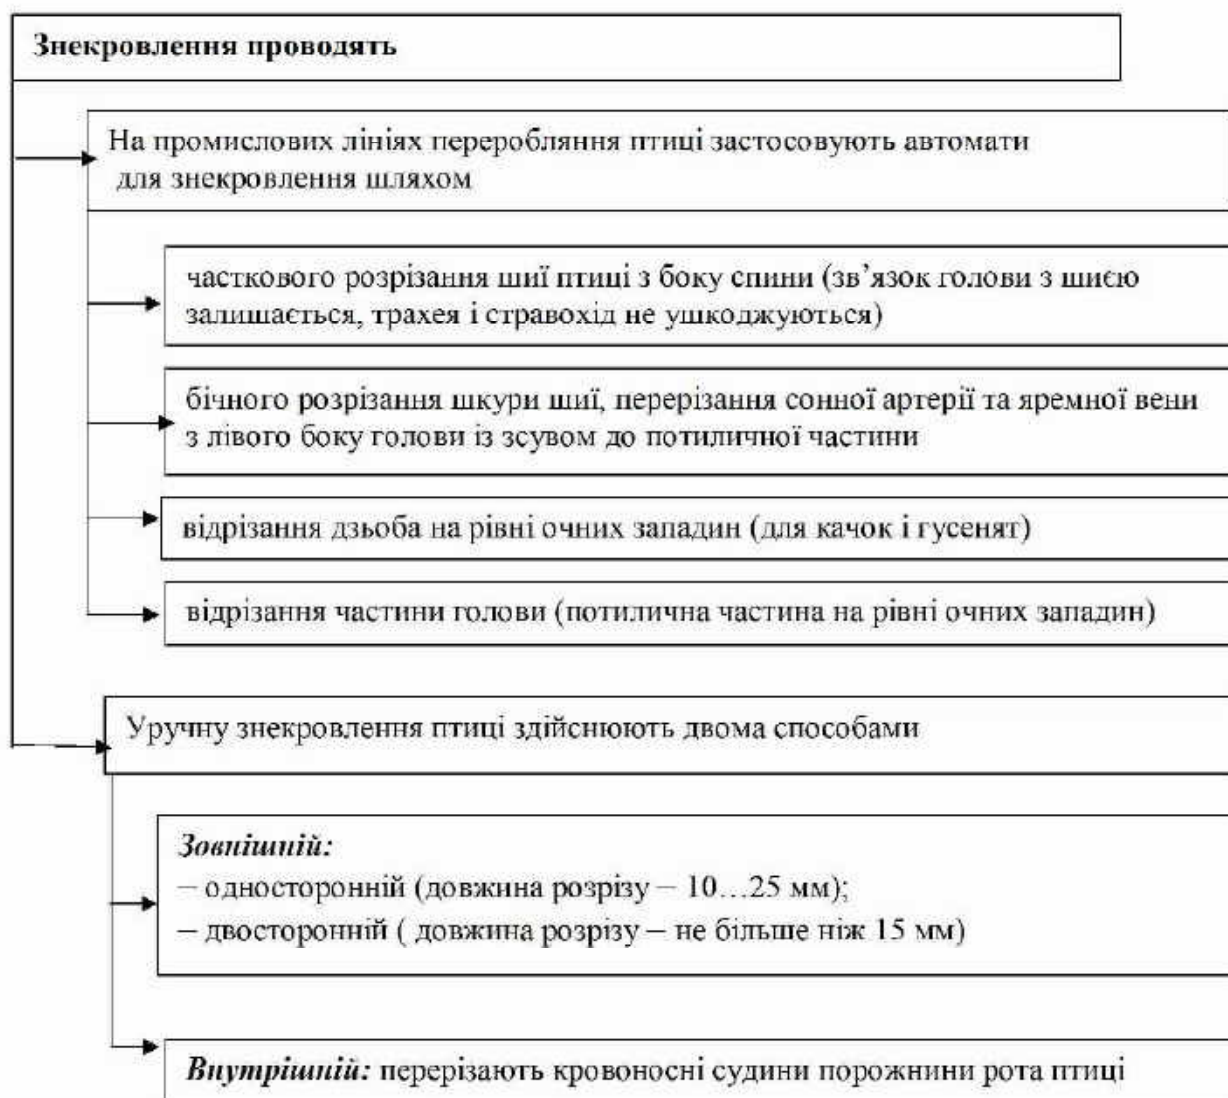 Знекровлення проводять
На промислових лініях переробляння птиці застосовують автомати
для знекровлення шляхом
часткового розрізання шиї птиці з боку спини (зв’язок голови з шиєю
залишається, трахея і стравохід не ушкоджуються)
бічного розрізання шкури шиї, перерізання сонної артерії та яремної вени
з лівого боку голови із зсувом до потиличної частини
відрізання дзьоба на рівні очних западин (для качок і гусенят)
відрізання частини голови (потилична частина на рівні очних западин)
Уручну знекровлення птиці здійснюють двома способами
Зовнішній:
– односторонній (довжина розрізу – 10…25 мм);
– двосторонній ( довжина розрізу – не більше ніж 15 мм)
Внутрішній: перерізають кровоносні судини порожнини рота птиці